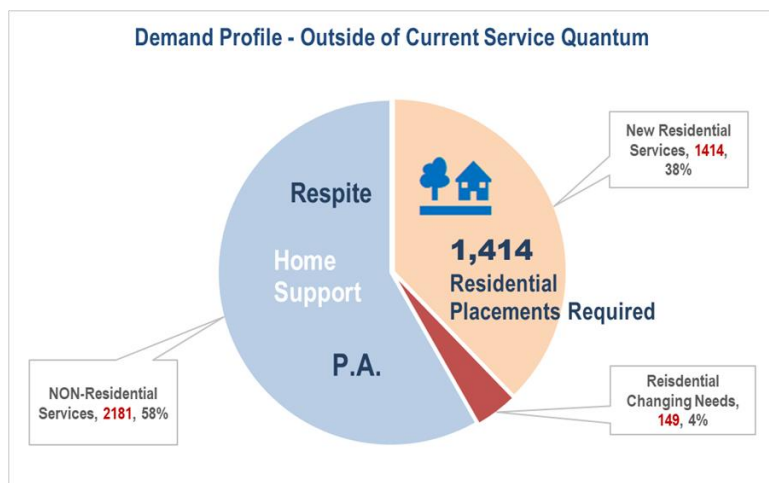 Demand Profile - Outside of Current Service Quantum
New Residential
Services, 1414,
38%
Respite
1,414
Home
Support
Residential
Placements Required
P.A.
NON-Residential
Services, 2181, 58%
Reisdential
Changing Needs,
149, 4%